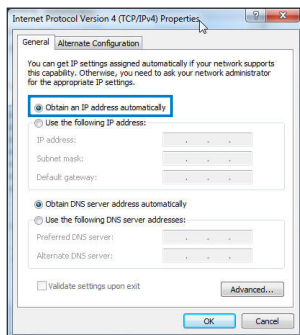 Internet Protocol Version 4 (TCP/IPv4) Properties
General
Alternate Configuration
You can get IP settings assigned automatically if your network supports
this capability. Otherwise, you need to ask your network administrator
for the appropriate IP settings.
Obtain an IP address automatically
Use the following IP address:
IP address:
Subnet mask:
Default gateway:
Obtain DNS server address automatically
Use the following DNS server addresses:
Preferred DNS server:
Alternate DNS server:
Validate settings upon exit
Advanced...
OK
Cancel